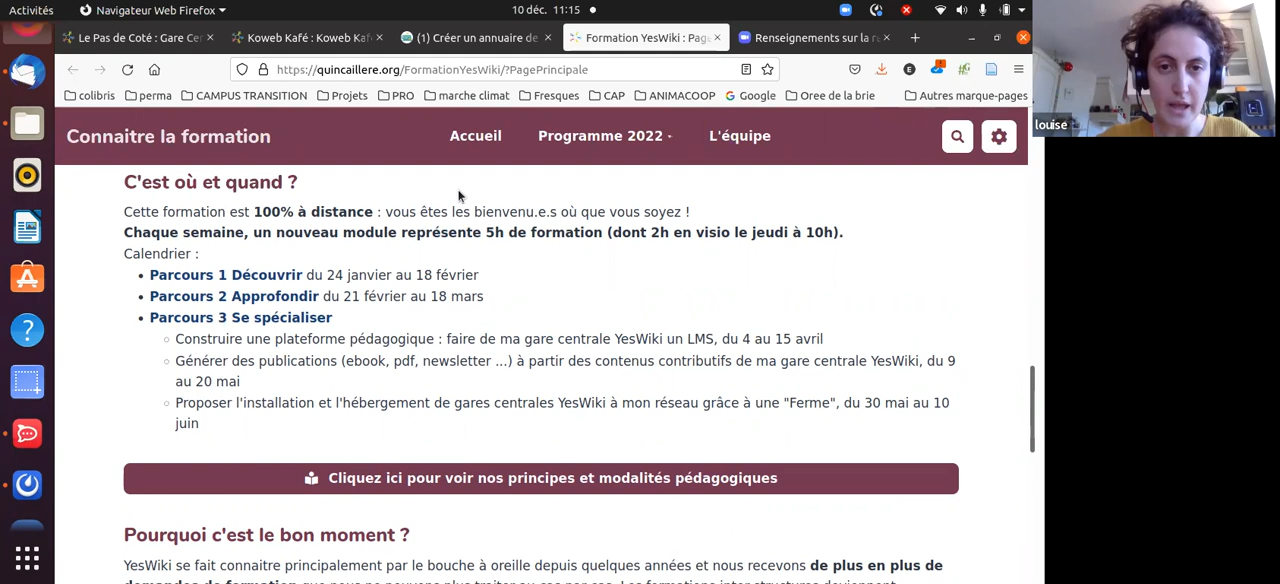 Activités
Navigateur Web Firefox
10 déc. 11:15
Le Pas de Coté : Gare Ce
Koweb Kafé : Koweb Kaf
(1) Créer un annuaire de
Formation YesWiki : Pag
Renseignements sur la r
https://quincaillere.org/FormationYesWiki/?PagePrincipale
colibris
perma
CAMPUS TRANSITION
Projets
PRO
marche climat
Fresques
CAP
ANIMACOOP
Google
Oree de la brie
Autres marque-pages
louise
Connaitre la formation
Accueil
Programme 2022
L'équipe
C'est où et quand ?
Cette formation est 100% à distance : vous êtes les bienvenu.e.s où que vous soyez !
Chaque semaine, un nouveau module représente 5h de formation (dont 2h en visio le jeudi à 10h).
Calendrier :
• Parcours 1 Découvrir du 24 janvier au 18 février
• Parcours 2 Approfondir du 21 février au 18 mars
• Parcours 3 Se spécialiser
Construire une plateforme pédagogique : faire de ma gare centrale YesWiki un LMS, du 4 au 15 avril
Générer des publications (ebook, pdf, newsletter ...) à partir des contenus contributifs de ma gare centrale YesWiki, du 9
au 20 mai
Proposer l'installation et l'hébergement de gares centrales YesWiki à mon réseau grâce à une "Ferme", du 30 mai au 10
juin
Cliquez ici pour voir nos principes et modalités pédagogiques
Pourquoi c'est le bon moment ?
YesWiki se fait connaitre principalement par le bouche à oreille depuis quelques années et nous recevons de plus en plus de